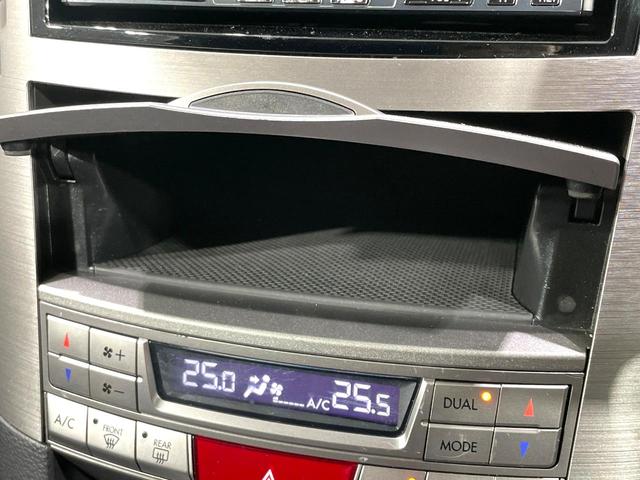 25.0 A/C 25.5
DUAL
MODE
A/C
FRONT
REAR